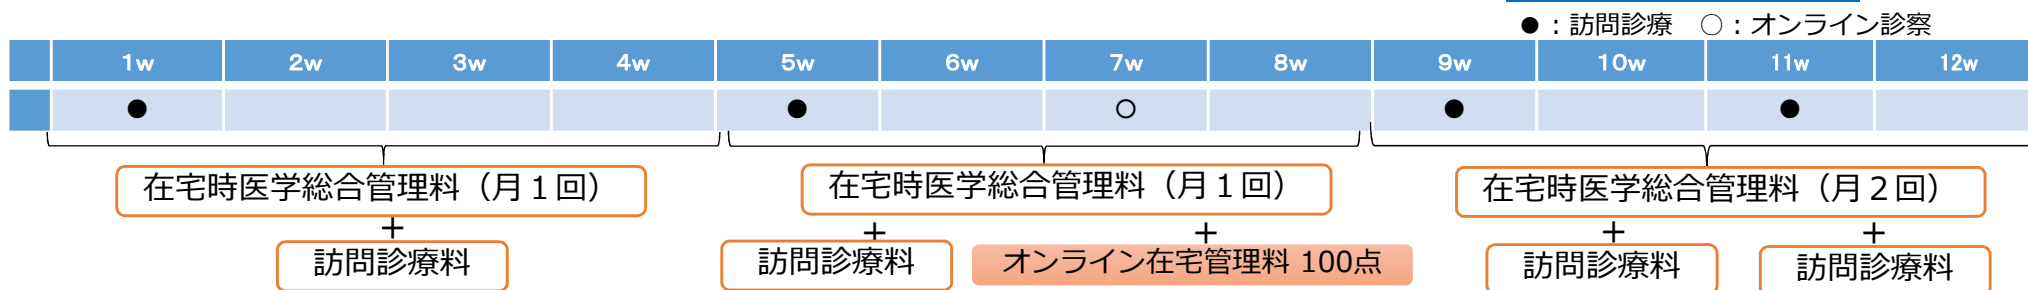 ●：訪問診療　○：オンライン診察
1w 2w 3w 4w 5w 6w 7w 8w 9w 10w 11w 12w
● ● ○ ● ●
在宅時医学総合管理料（月１回） 在宅時医学総合管理料（月１回） 在宅時医学総合管理料（月２回）
＋ ＋ ＋ ＋ ＋
訪問診療料 訪問診療料 オンライン在宅管理料 100点 訪問診療料 訪問診療料